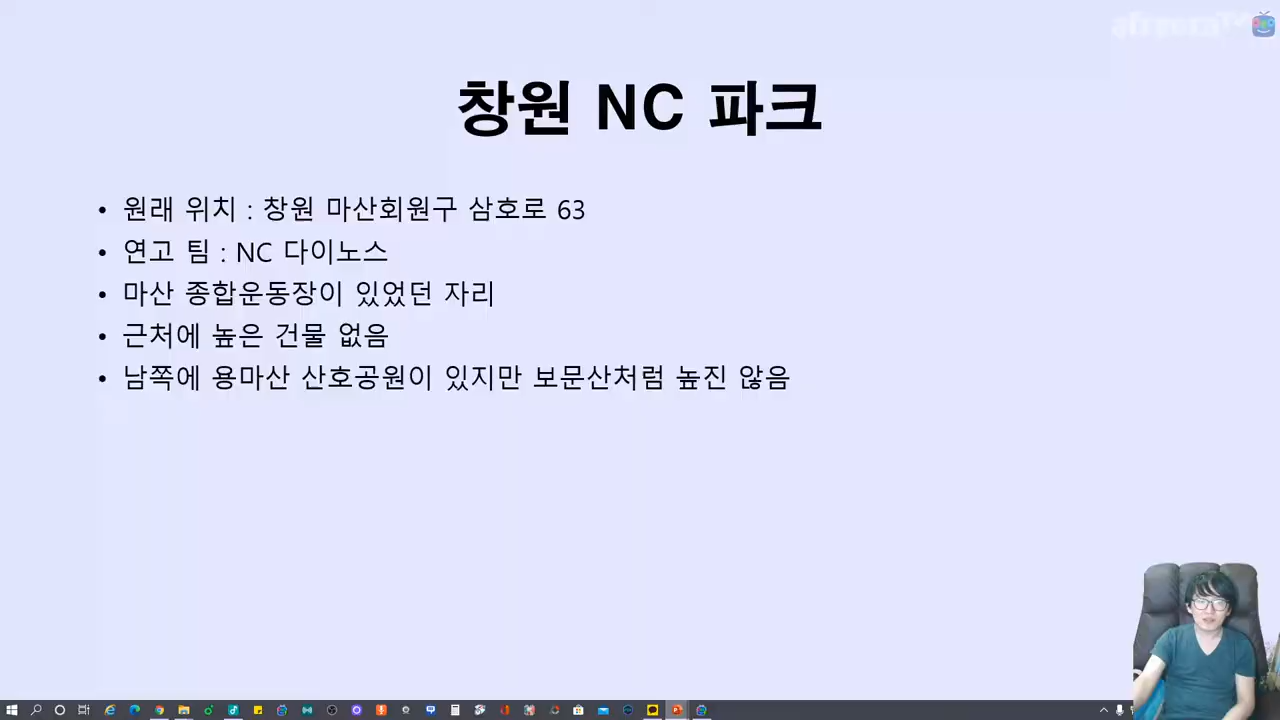 afreecaTV
창원 NC 파크
• 원래 위치 : 창원 마산회원구 삼호로 63
• 연고 팀 : NC 다이노스
• 마산 종합운동장이 있었던 자리
• 근처에 높은 건물 없음
• 남쪽에 용마산 산호공원이 있지만 보문산처럼 높진 않음